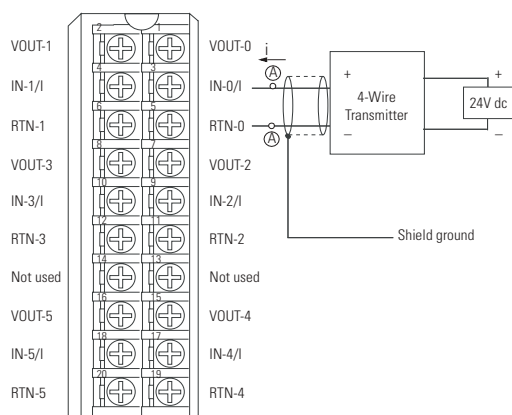 2 1
VOUT-1 VOUT-0 i
4 3 A
IN-1/I IN-0/I + 4-Wire Transmitter – + 24V dc –
6 5
RTN-1 RTN-0
A
8 7
VOUT-3 VOUT-2
10 9
IN-3/I IN-2/I
12 11
RTN-3 RTN-2 Shield ground
14 13
Not used Not used
16 15
VOUT-5 VOUT-4
18 17
IN-5/I IN-4/I
20 19
RTN-5 RTN-4